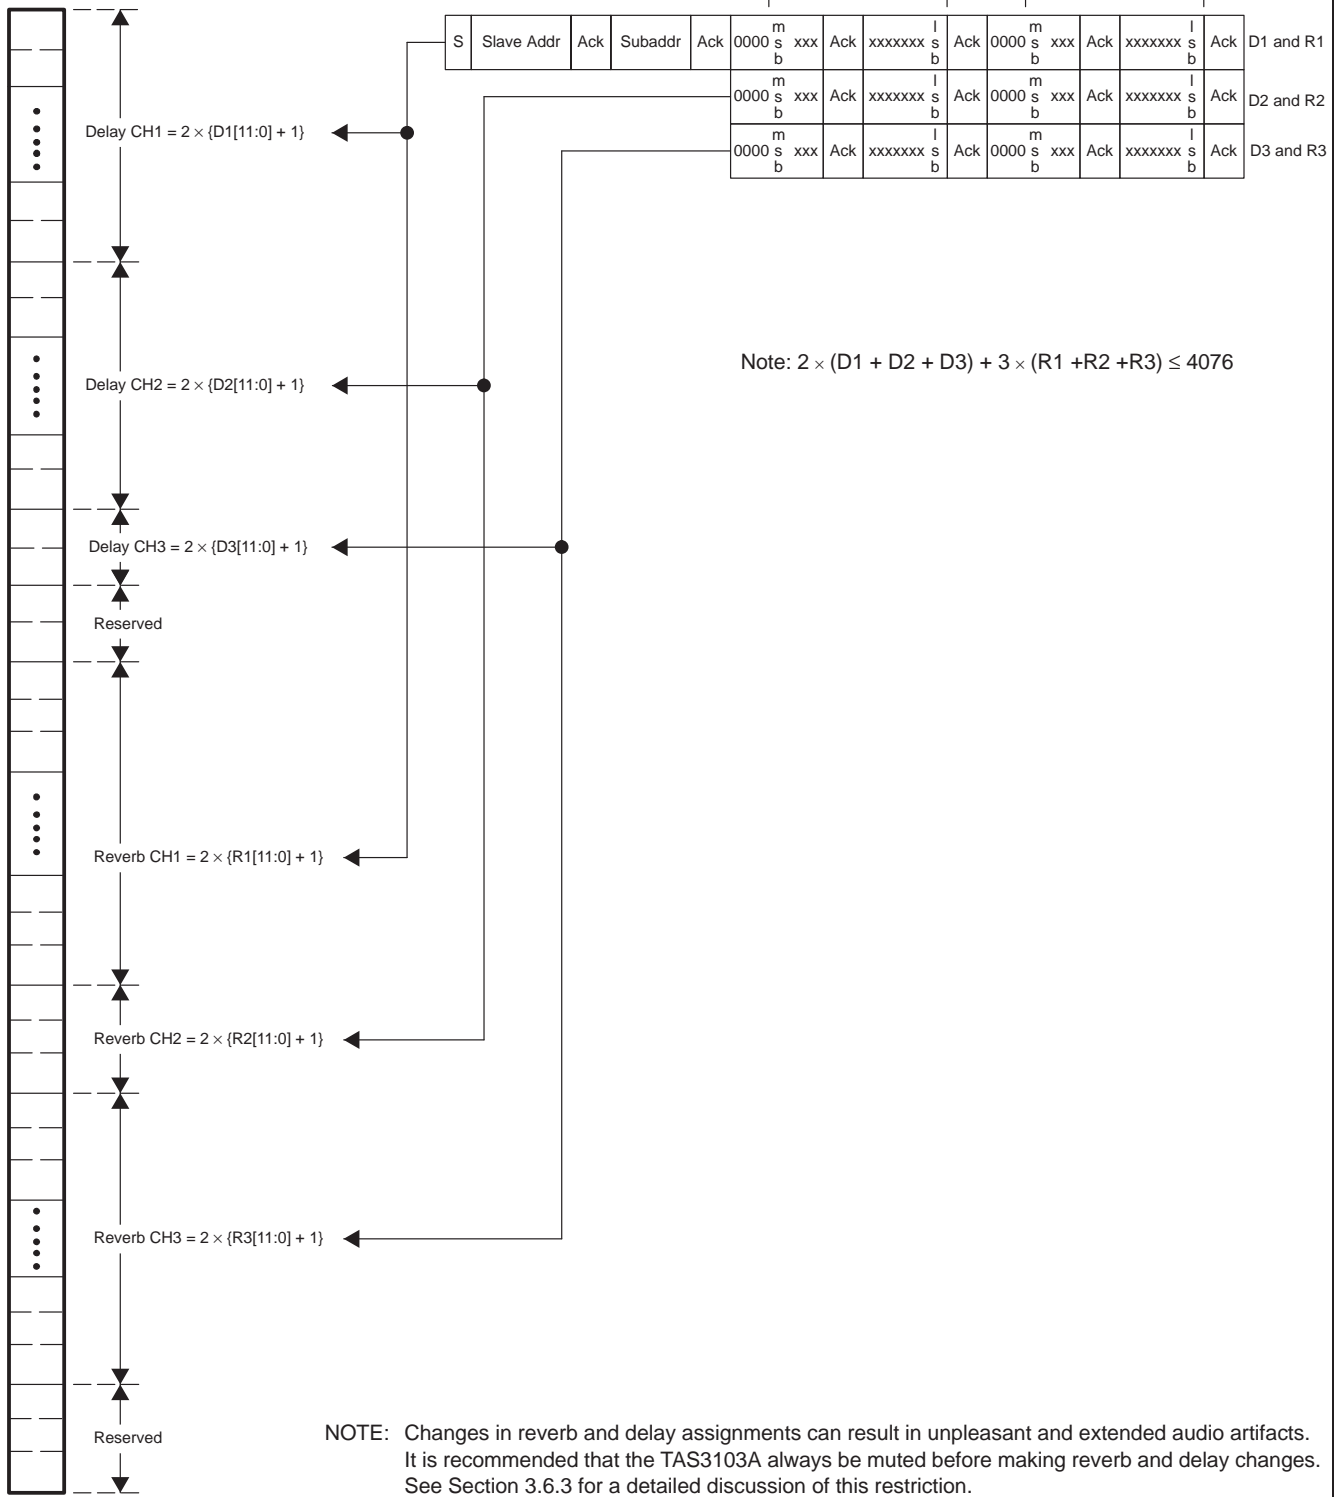 S Slave Addr Ack Subaddr Ack 0000 msb xxx Ack xxxxxxx lsb Ack 0000 msb xxx Ack xxxxxxx lsb Ack D1 and R1
0000 msb xxx Ack xxxxxxx lsb Ack 0000 msb xxx Ack xxxxxxx lsb Ack D2 and R2
Delay CH1 = 2 × {D1[11:0] + 1}
0000 msb xxx Ack xxxxxxx lsb Ack 0000 msb xxx Ack xxxxxxx lsb Ack D3 and R3
Note: 2 × (D1 + D2 + D3) + 3 × (R1 +R2 +R3) ≤ 4076
Delay CH2 = 2 × {D2[11:0] + 1}
Delay CH3 = 2 × {D3[11:0] + 1}
Reserved
Reverb CH1 = 2 × {R1[11:0] + 1}
Reverb CH2 = 2 × {R2[11:0] + 1}
Reverb CH3 = 2 × {R3[11:0] + 1}
Reserved
NOTE: Changes in reverb and delay assignments can result in unpleasant and extended audio artifacts.
It is recommended that the TAS3103A always be muted before making reverb and delay changes.
See Section 3.6.3 for a detailed discussion of this restriction.